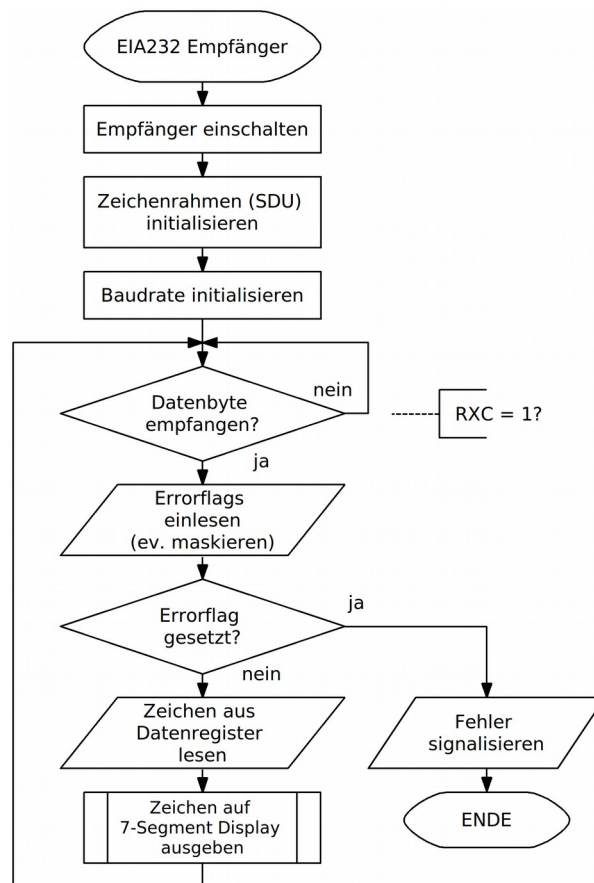 EIA232 Empfänger
Empfänger einschalten
Zeichenrahmen (SDU)
initialisieren
Baudrate initialisieren
nein
Datenbyte
empfangen?
RXC = 1?
ja
Errorflags
einlesen
(ev. maskieren)
ja
Errorflag
gesetzt?
nein
Zeichen aus
Datenregister
lesen
Fehler
signalisieren
Zeichen auf
7-Segment Display
ausgeben
ENDE